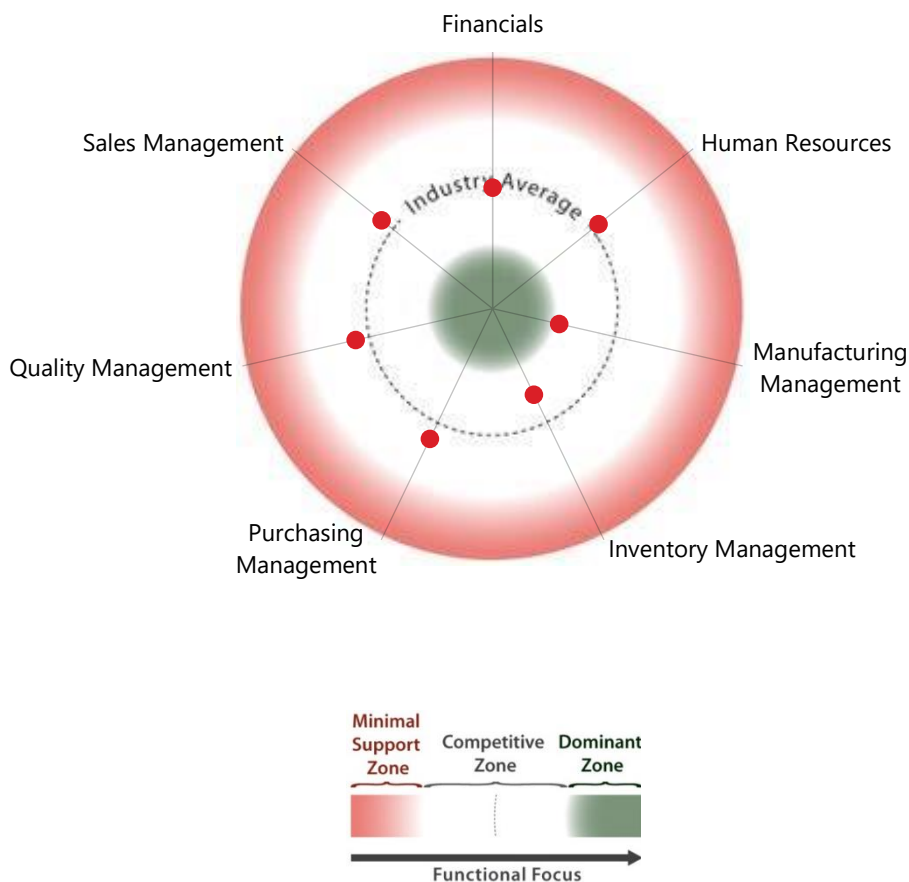 Financials
Sales Management
Human Resources
Industry Average
Quality Management
Manufacturing
Management
Purchasing
Management
Inventory Management
Minimal
Support
Zone
Competitive
Zone
Dominant
Zone
Functional Focus